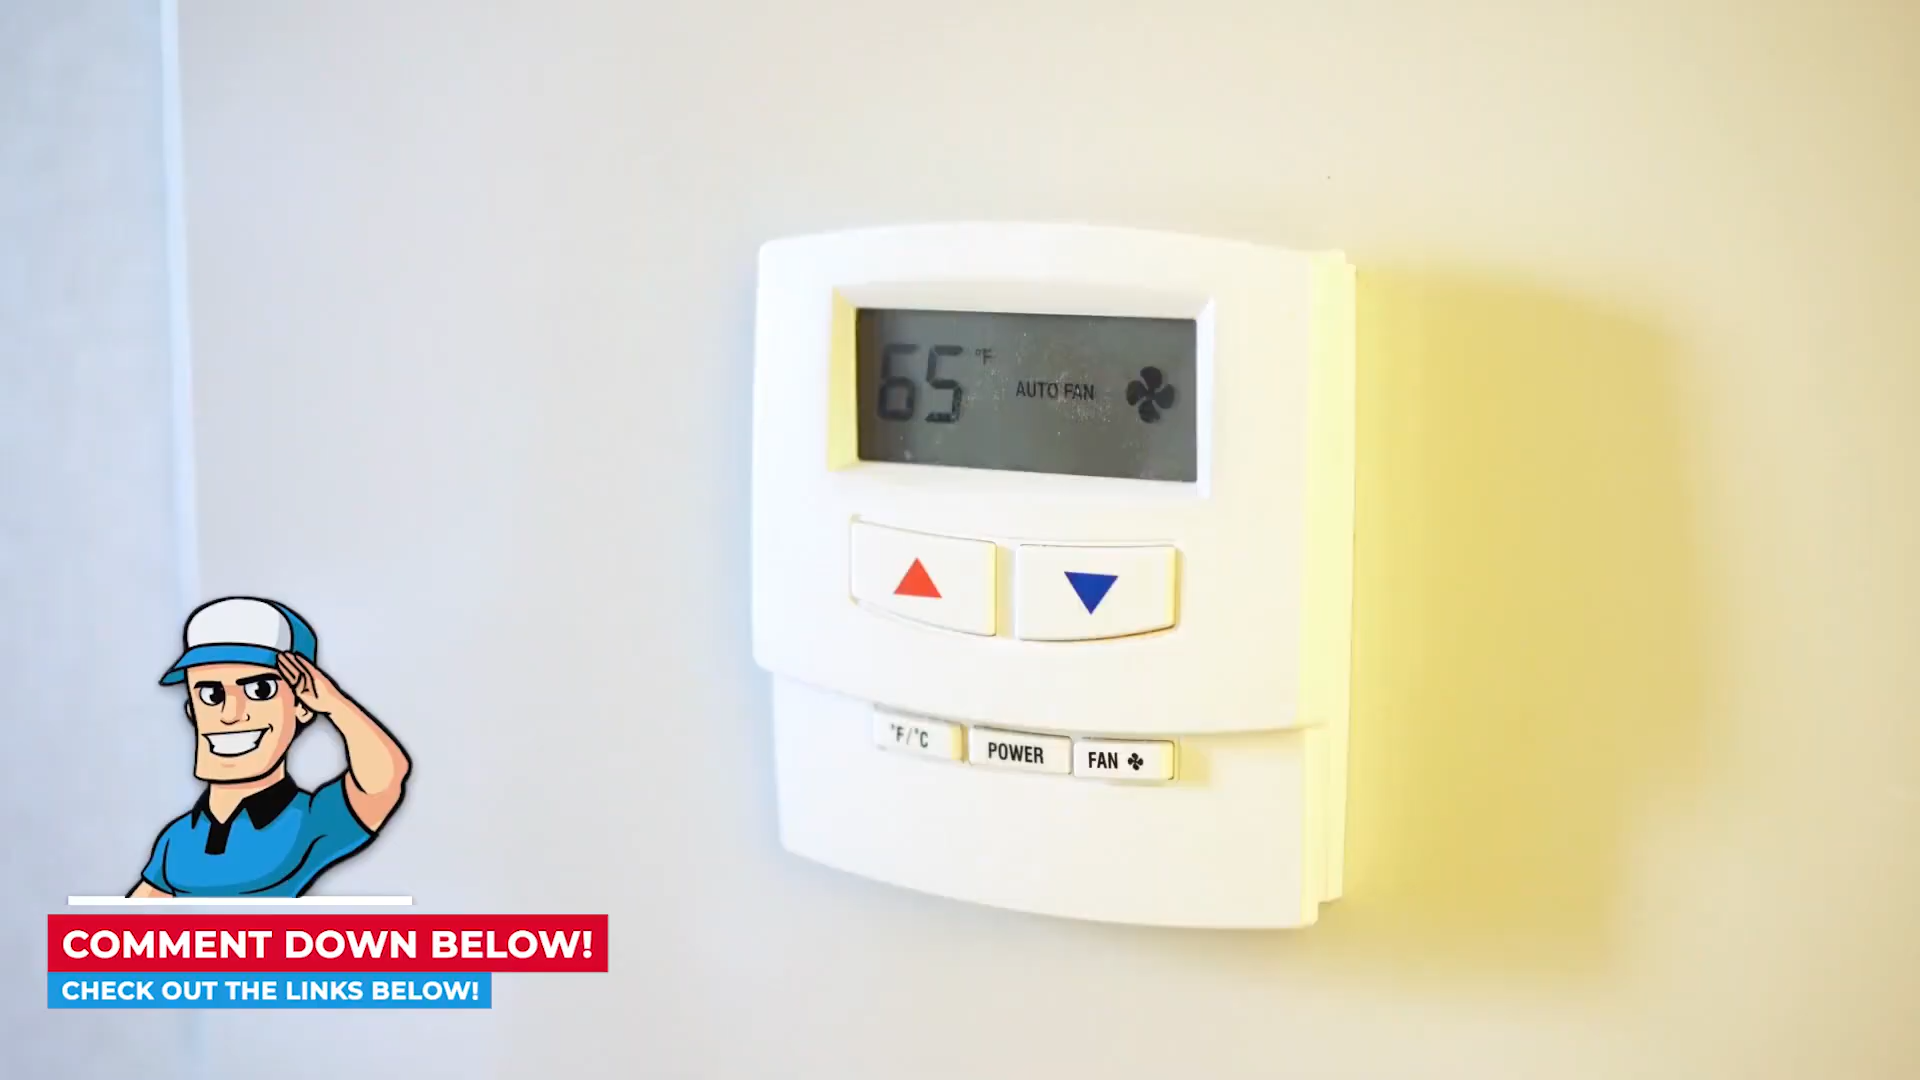 65 °F
AUTO FAN
°F/°C
POWER
FAN
COMMENT DOWN BELOW!
CHECK OUT THE LINKS BELOW!